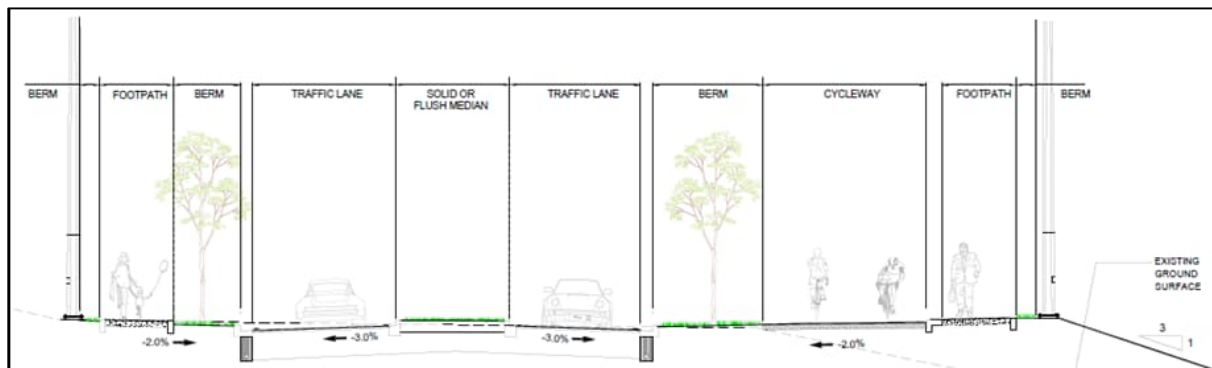 BERM
FOOTPATH
BERM
TRAFFIC LANE
SOLID OR
FLUSH MEDIAN
TRAFFIC LANE
BERM
CYCLEWAY
FOOTPATH
BERM
EXISTING
GROUND
SURFACE
3
1
-2.0%
-3.0%
-3.0%
-2.0%